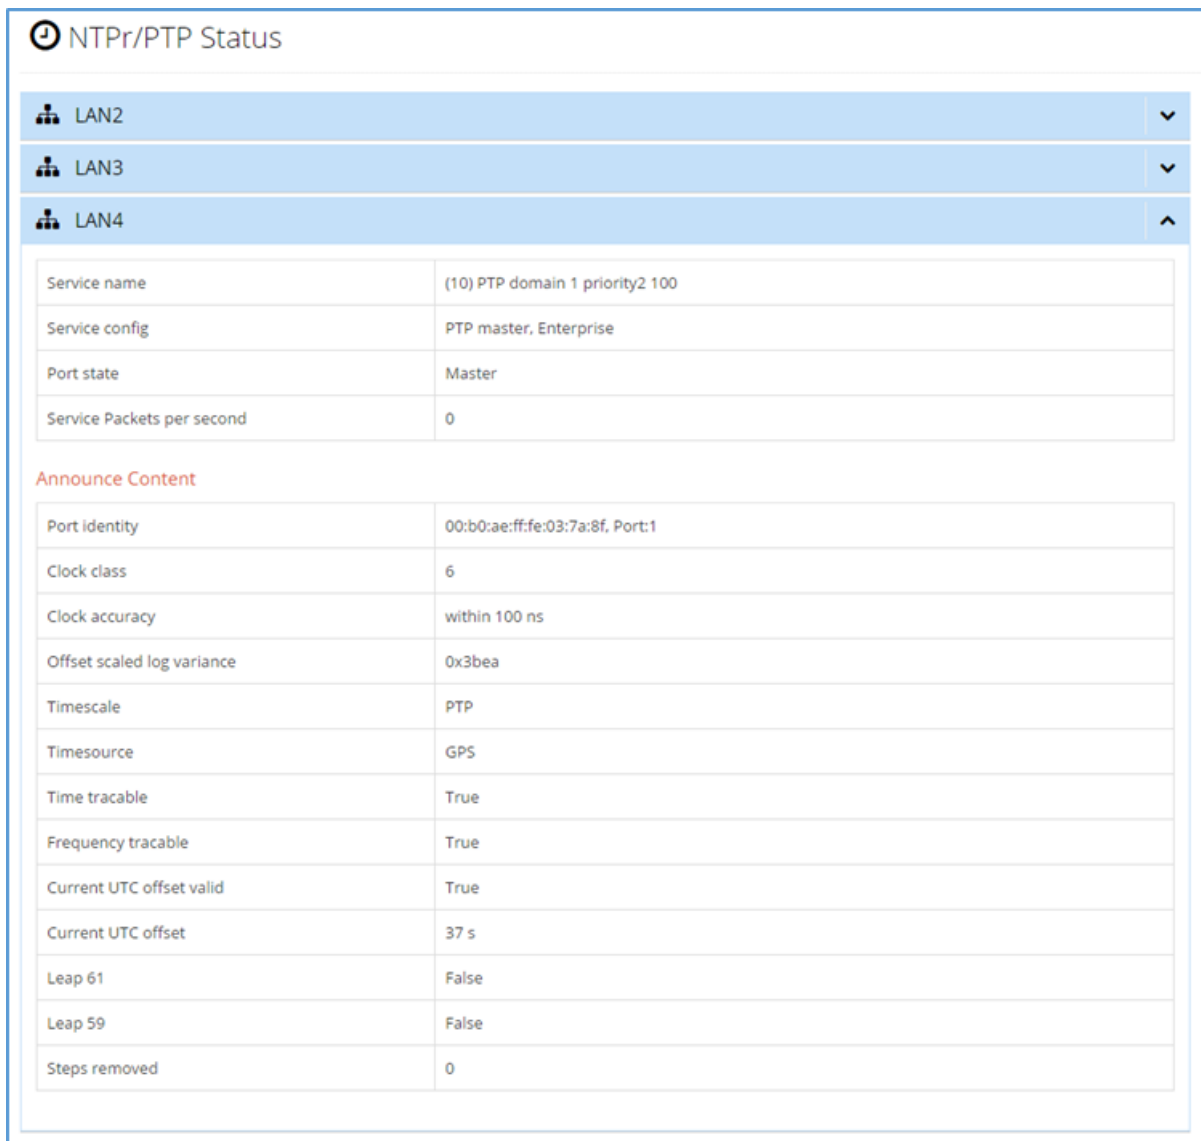 NTPr/PTP Status
LAN2
LAN3
LAN4
Service name (10) PTP domain 1 priority2 100
Service config PTP master, Enterprise
Port state Master
Service Packets per second 0
Announce Content
Port identity 00:b0:ae:ff:fe:03:7a:8f, Port:1
Clock class 6
Clock accuracy within 100 ns
Offset scaled log variance 0x3bea
Timescale PTP
Timesource GPS
Time tracable True
Frequency tracable True
Current UTC offset valid True
Current UTC offset 37 s
Leap 61 False
Leap 59 False
Steps removed 0